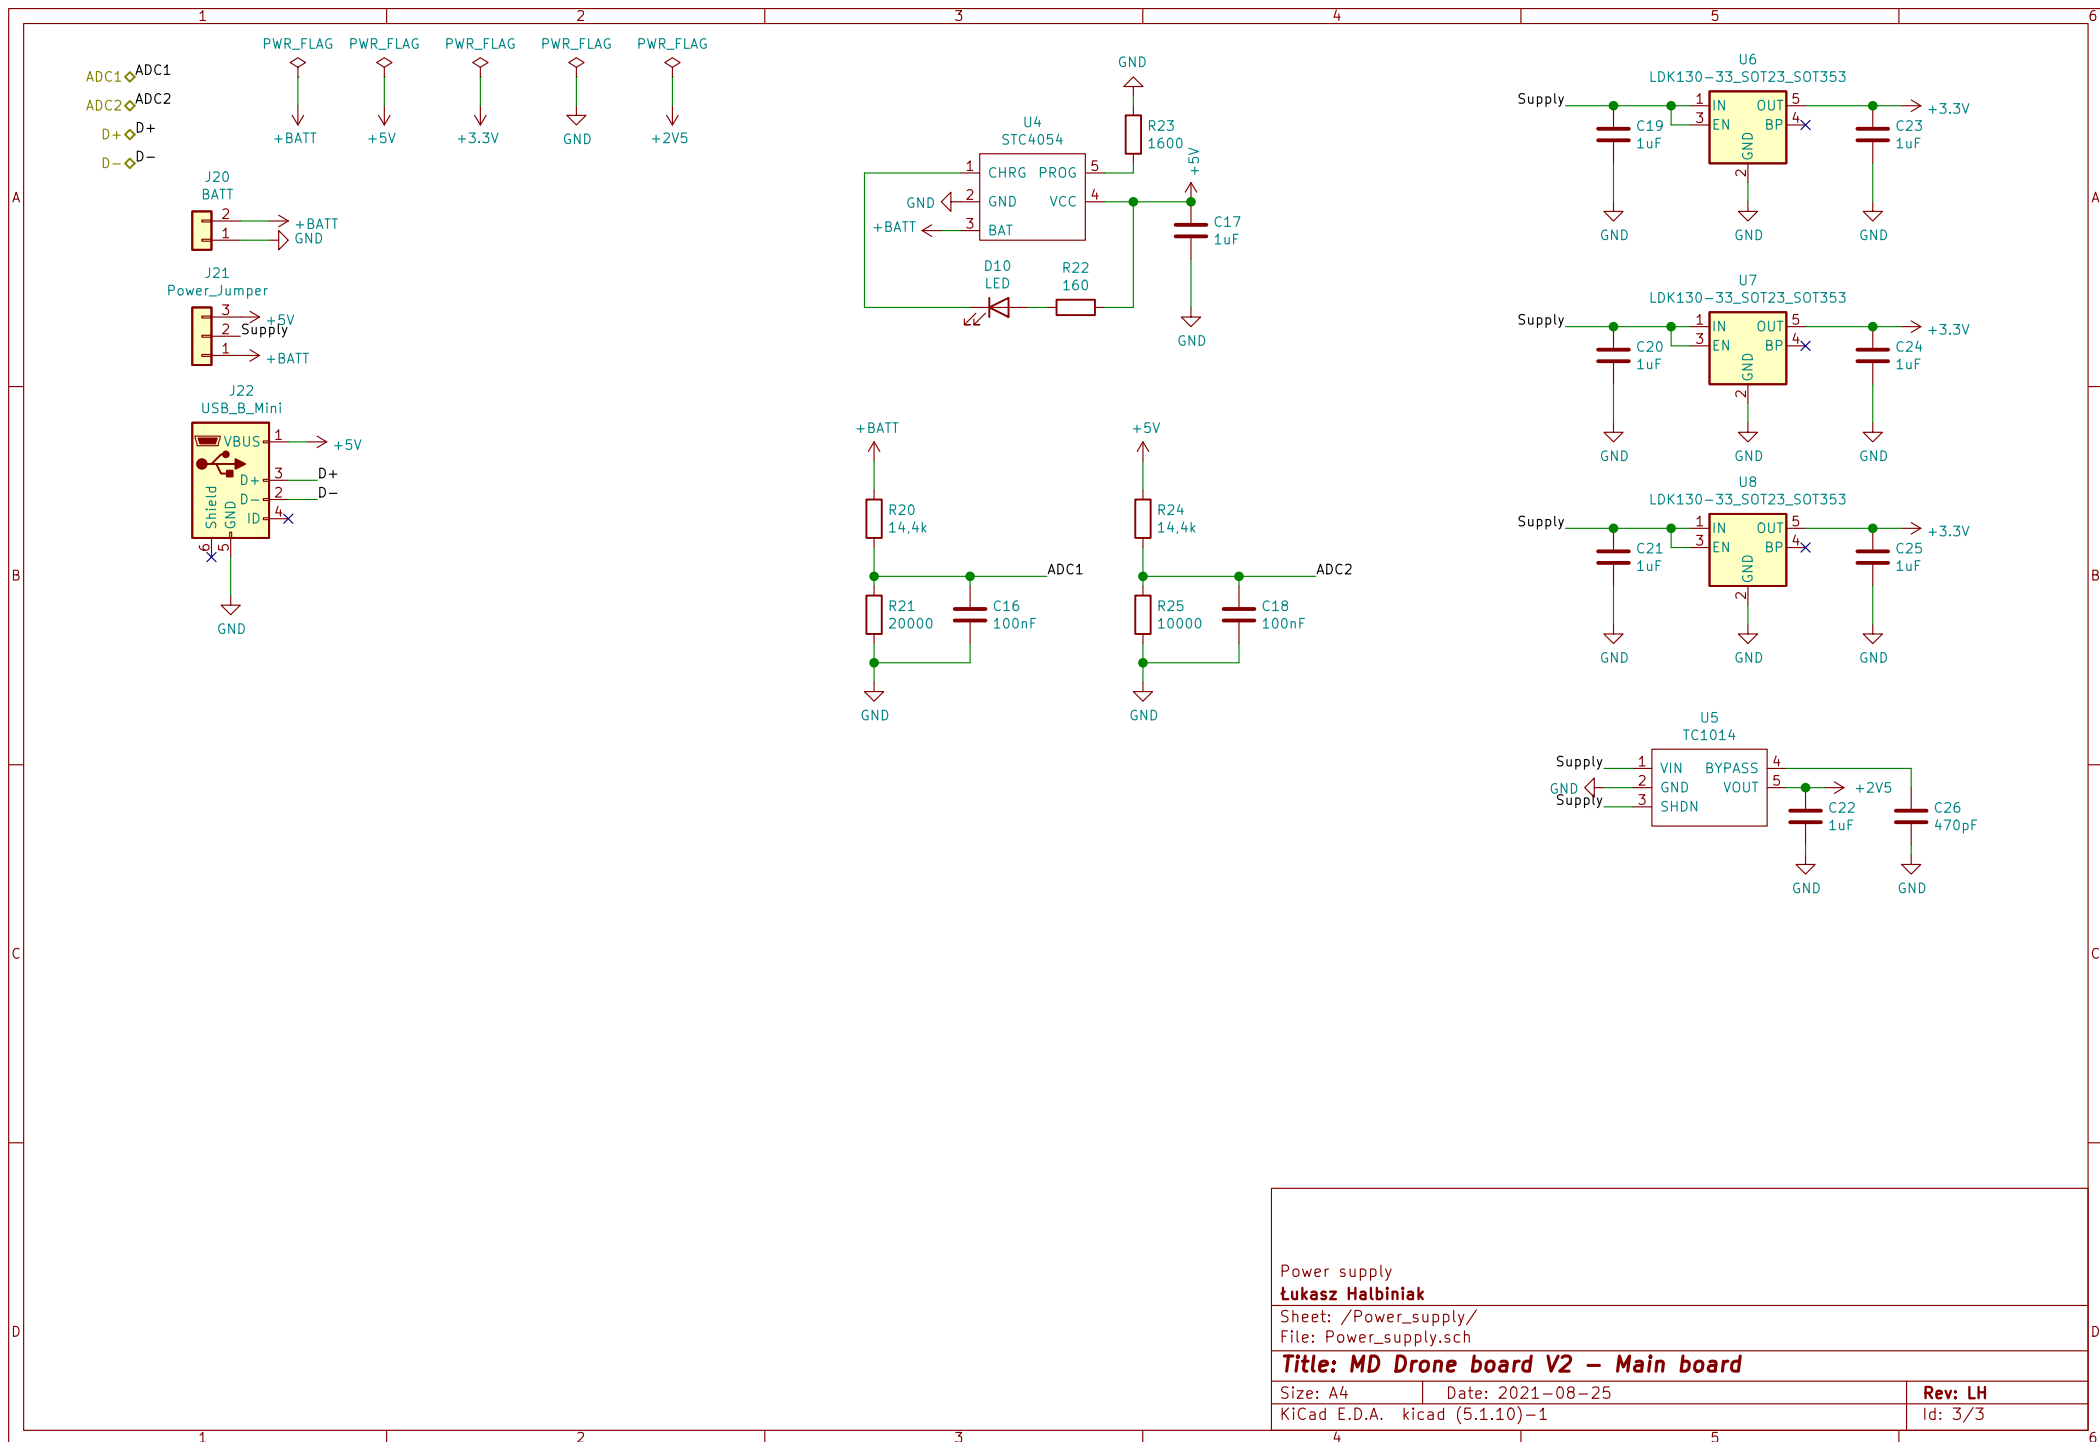 1 2 3 4 5 6
PWR_FLAG PWR_FLAG PWR_FLAG PWR_FLAG PWR_FLAG
+BATT +5V +3.3V GND +2V5
ADC1 ADC1
ADC2 ADC2
D+ D+
D− D−
A A
J20
BATT
2 +BATT
1 GND
J21
Power_Jumper
3 +5V
2 Supply
1 +BATT
J22
USB_B_Mini
VBUS 1 +5V
D+ 3 D+
D− 2 D−
ID 4
Shield GND
6 5
GND
GND
R23
1600
U4
STC4054
+5V
1 CHRG PROG 5
GND 2 GND VCC 4
+BATT 3 BAT
C17
1uF
D10
LED
R22
160
GND
+BATT
R20
14,4k
ADC1
R21
20000
C16
100nF
GND
+5V
R24
14,4k
ADC2
R25
10000
C18
100nF
GND
U6
LDK130-33_SOT23_SOT353
Supply 1 IN OUT 5 +3.3V
3 EN BP 4
GND
2
C19
1uF
C23
1uF
GND GND GND
U7
LDK130-33_SOT23_SOT353
Supply 1 IN OUT 5 +3.3V
3 EN BP 4
GND
2
C20
1uF
C24
1uF
GND GND GND
U8
LDK130-33_SOT23_SOT353
Supply 1 IN OUT 5 +3.3V
3 EN BP 4
GND
2
C21
1uF
C25
1uF
GND GND GND
B B
U5
TC1014
Supply 1 VIN BYPASS 4
GND 2 GND VOUT 5 +2V5
Supply 3 SHDN
C22
1uF
C26
470pF
GND GND
C C
D D
Power supply
Łukasz Halbiniak
Sheet: /Power_supply/
File: Power_supply.sch
Title: MD Drone board V2 − Main board
Size: A4 Date: 2021−08−25 Rev: LH
KiCad E.D.A. kicad (5.1.10)−1 Id: 3/3
1 2 3 4 5 6